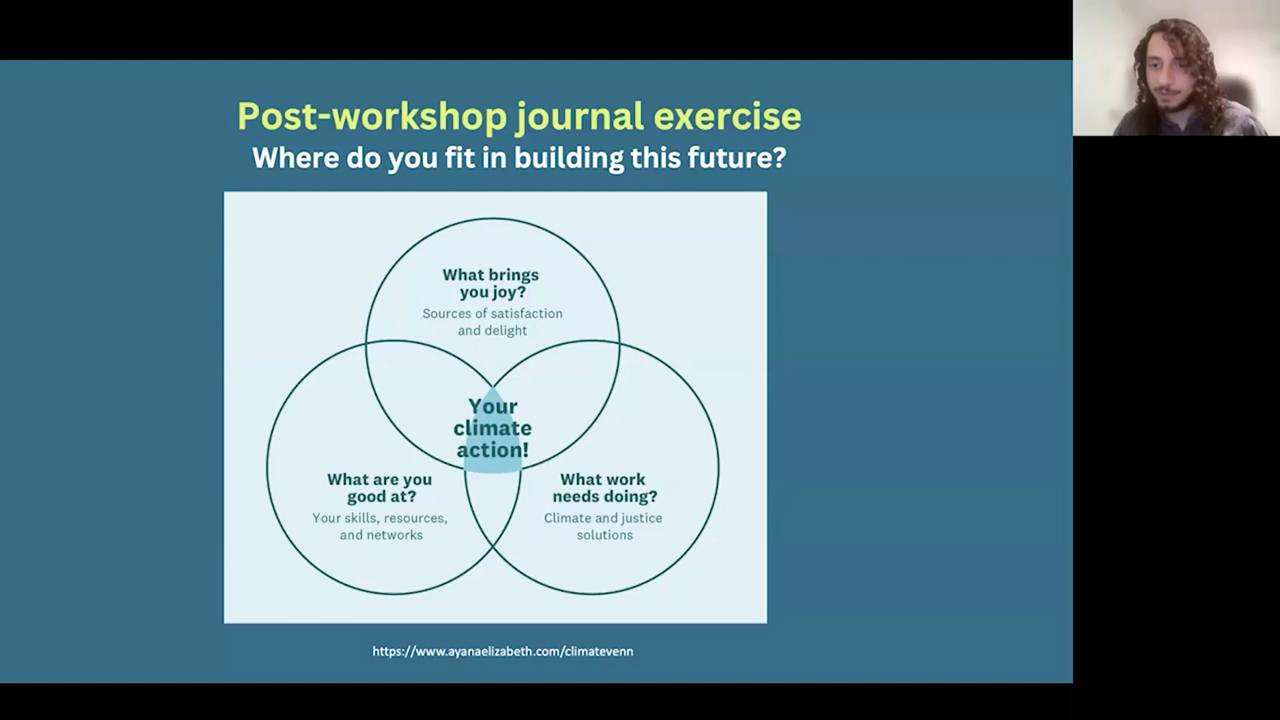 Post-workshop journal exercise
Where do you fit in building this future?
What brings
you joy?
Sources of satisfaction
and delight
Your
climate
action!
What are you
good at?
Your skills, resources,
and networks
What work
needs doing?
Climate and justice
solutions
https://www.ayanaelizabeth.com/climatevenn